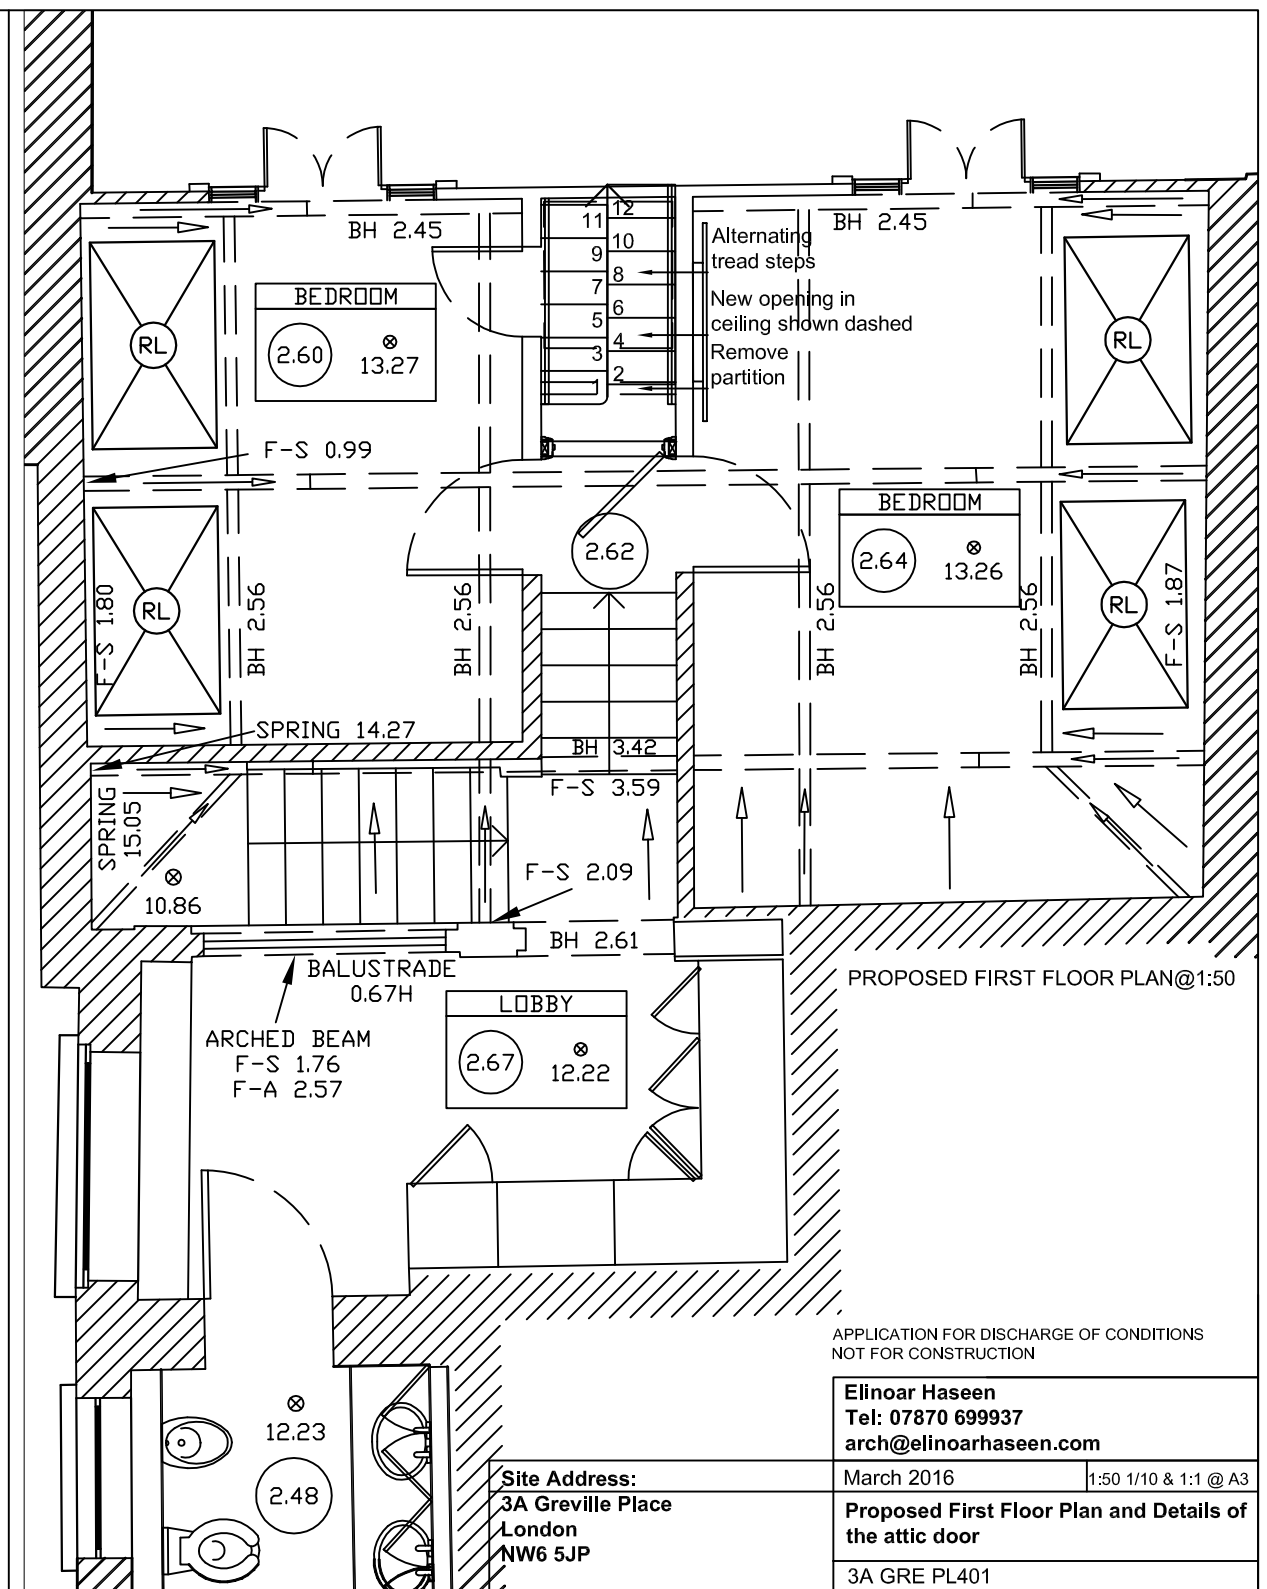 BH 2.45
BH 2.45
11
12
9
10
7
8
5
6
3
4
1
2
Alternating
tread steps
New opening in
ceiling shown dashed
Remove
partition
BEDROOM
2.60
13.27
RL
RL
F-S 0.99
RL
RL
BEDROOM
2.64
13.26
2.62
F-S 1.80
BH 2.56
BH 2.56
BH 2.56
BH 2.56
F-S 1.87
SPRING 14.27
BH 3.42
F-S 3.59
SPRING
15.05
10.86
F-S 2.09
BH 2.61
BALUSTRADE
0.67H
ARCHED BEAM
F-S 1.76
F-A 2.57
LOBBY
2.67
12.22
PROPOSED FIRST FLOOR PLAN@1:50
12.23
2.48
APPLICATION FOR DISCHARGE OF CONDITIONS
NOT FOR CONSTRUCTION
Elinoar Haseen
Tel: 07870 699937
arch@elinoarhaseen.com
Site Address:
3A Greville Place
London
NW6 5JP
March 2016
1:50 1/10 & 1:1 @ A3
Proposed First Floor Plan and Details of
the attic door
3A GRE PL401